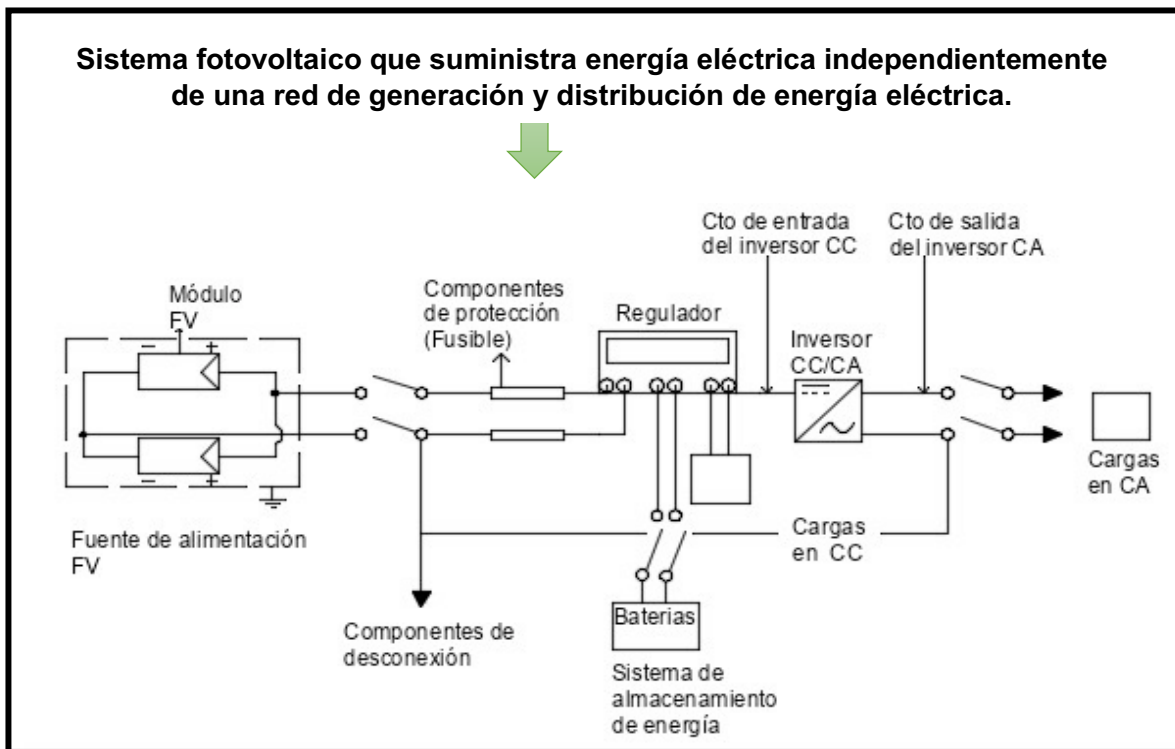 Sistema fotovoltaico que suministra energía eléctrica independientemente
de una red de generación y distribución de energía eléctrica.
Cto de entrada
del inversor CC
Cto de salida
del inversor CA
Módulo
FV
Componentes
de protección
(Fusible)
Regulador
Inversor
CC/CA
- +
- +
Cargas
en CA
Fuente de alimentación
FV
Cargas
en CC
Componentes de
desconexión
Baterias
Sistema de
almacenamiento
de energía